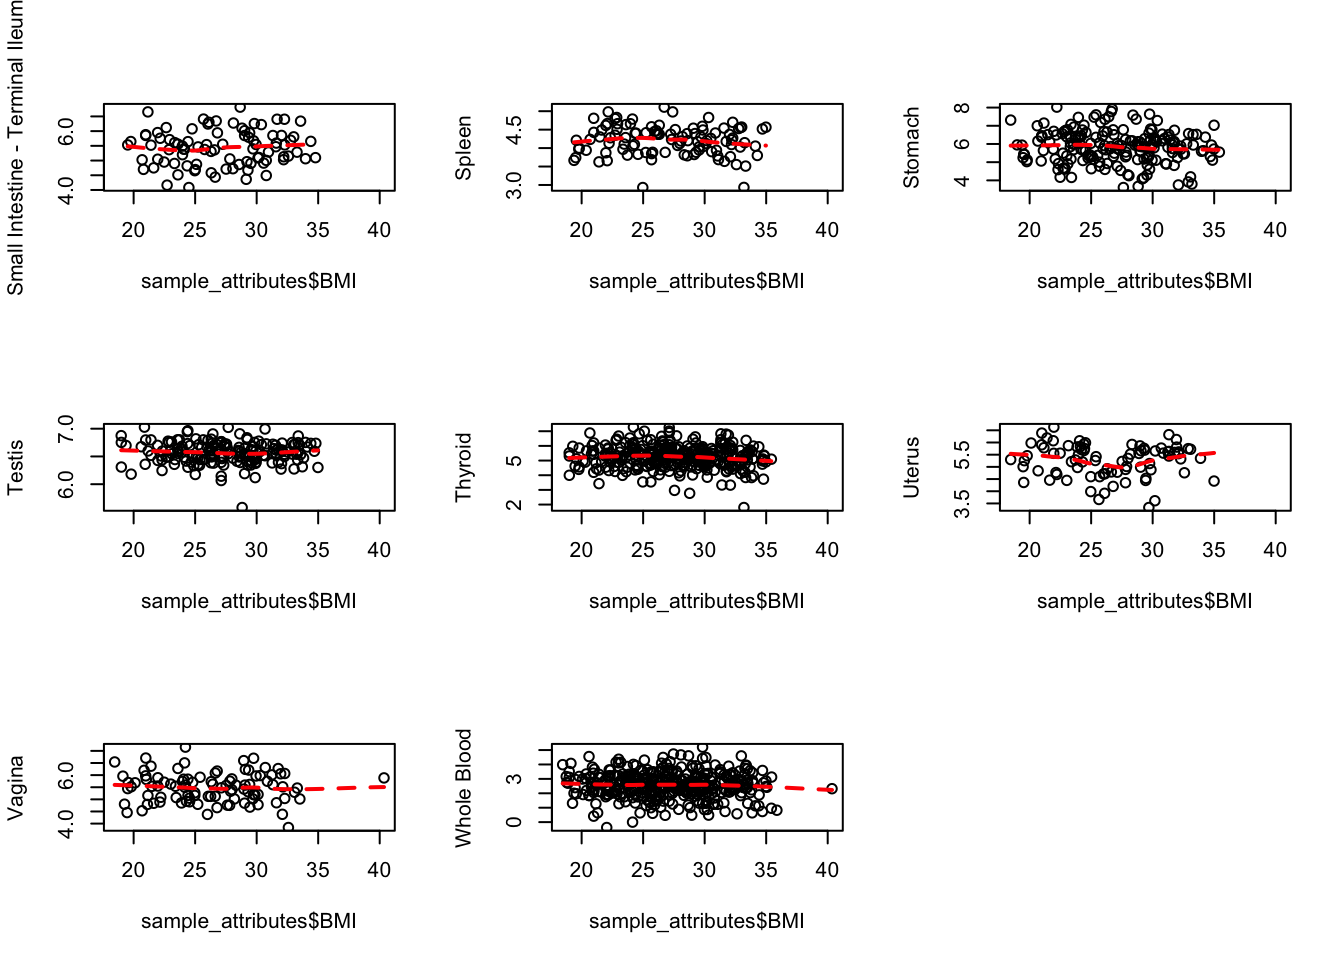 Small Intestine - Terminal Ileum
4.0 6.0
20 25 30 35 40
sample_attributes$BMI
Spleen
3.0 4.5
20 25 30 35 40
sample_attributes$BMI
Stomach
4 6 8
20 25 30 35 40
sample_attributes$BMI
Testis
6.0 7.0
20 25 30 35 40
sample_attributes$BMI
Thyroid
2 5
20 25 30 35 40
sample_attributes$BMI
Uterus
3.5 5.5
20 25 30 35 40
sample_attributes$BMI
Vagina
4.0 6.0
20 25 30 35 40
sample_attributes$BMI
Whole Blood
0 3
20 25 30 35 40
sample_attributes$BMI